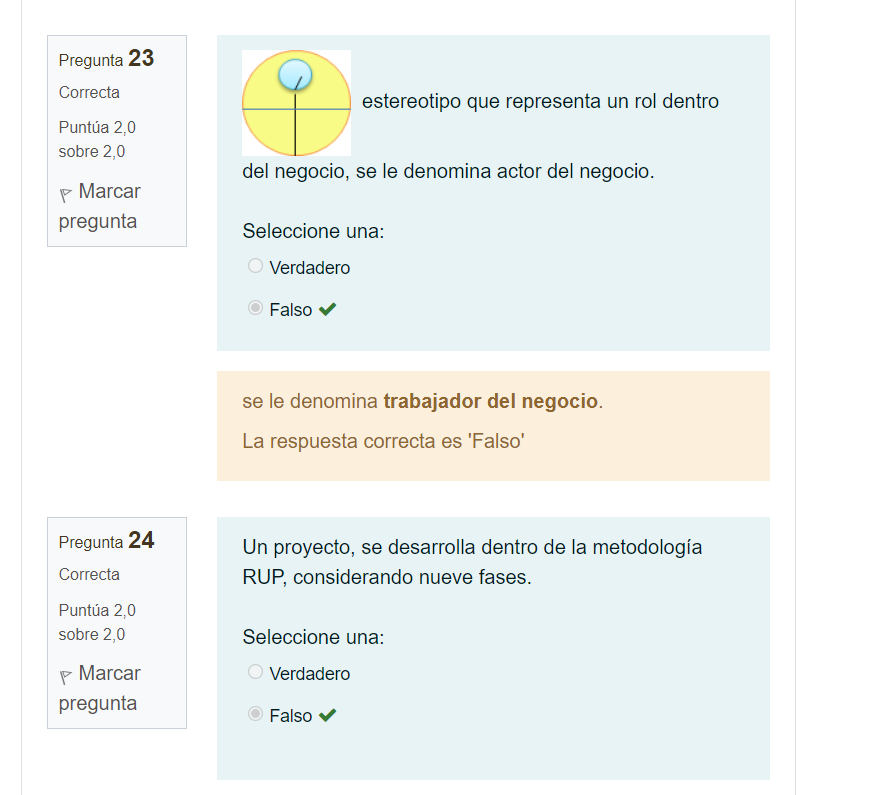 Pregunta 23
Correcta
Puntúa 2,0
sobre 2,0
Marcar
pregunta
estereotipo que representa un rol dentro
del negocio, se le denomina actor del negocio.
Seleccione una:
Verdadero
Falso
se le denomina trabajador del negocio.
La respuesta correcta es 'Falso'
Pregunta 24
Correcta
Puntúa 2,0
sobre 2,0
Marcar
pregunta
Un proyecto, se desarrolla dentro de la metodología
RUP, considerando nueve fases.
Seleccione una:
Verdadero
Falso